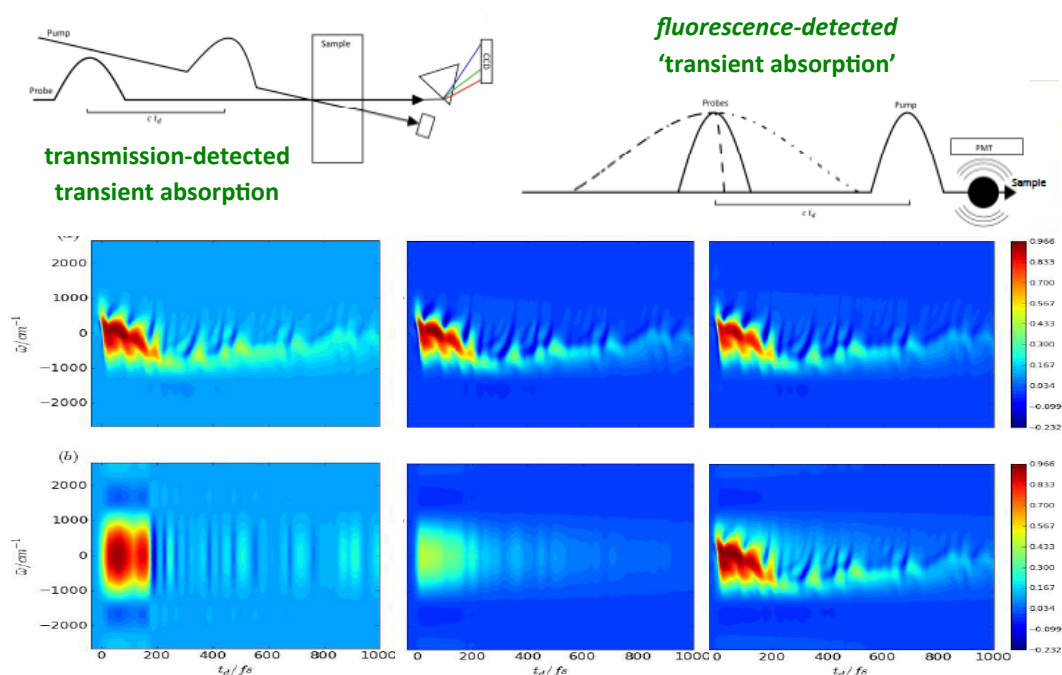 Pump
Sample
Probe
c t_d
CCD
transmission-detected
transient absorption
fluorescence-detected
‘transient absorption’
Probes
Pump
PMT
Sample
c t_d
2000
1000
0
−1000
−2000
ω̄/cm⁻¹
0.966
0.833
0.700
0.567
0.433
0.300
0.167
0.034
−0.099
−0.232
(b)
2000
1000
0
−1000
−2000
ω̄/cm⁻¹
0.966
0.833
0.700
0.567
0.433
0.300
0.167
0.034
−0.099
−0.232
0 200 400 600 800 1000
0 200 400 600 800 1000
0 200 400 600 800 1000
t_d/fs
t_d/fs
t_d/fs